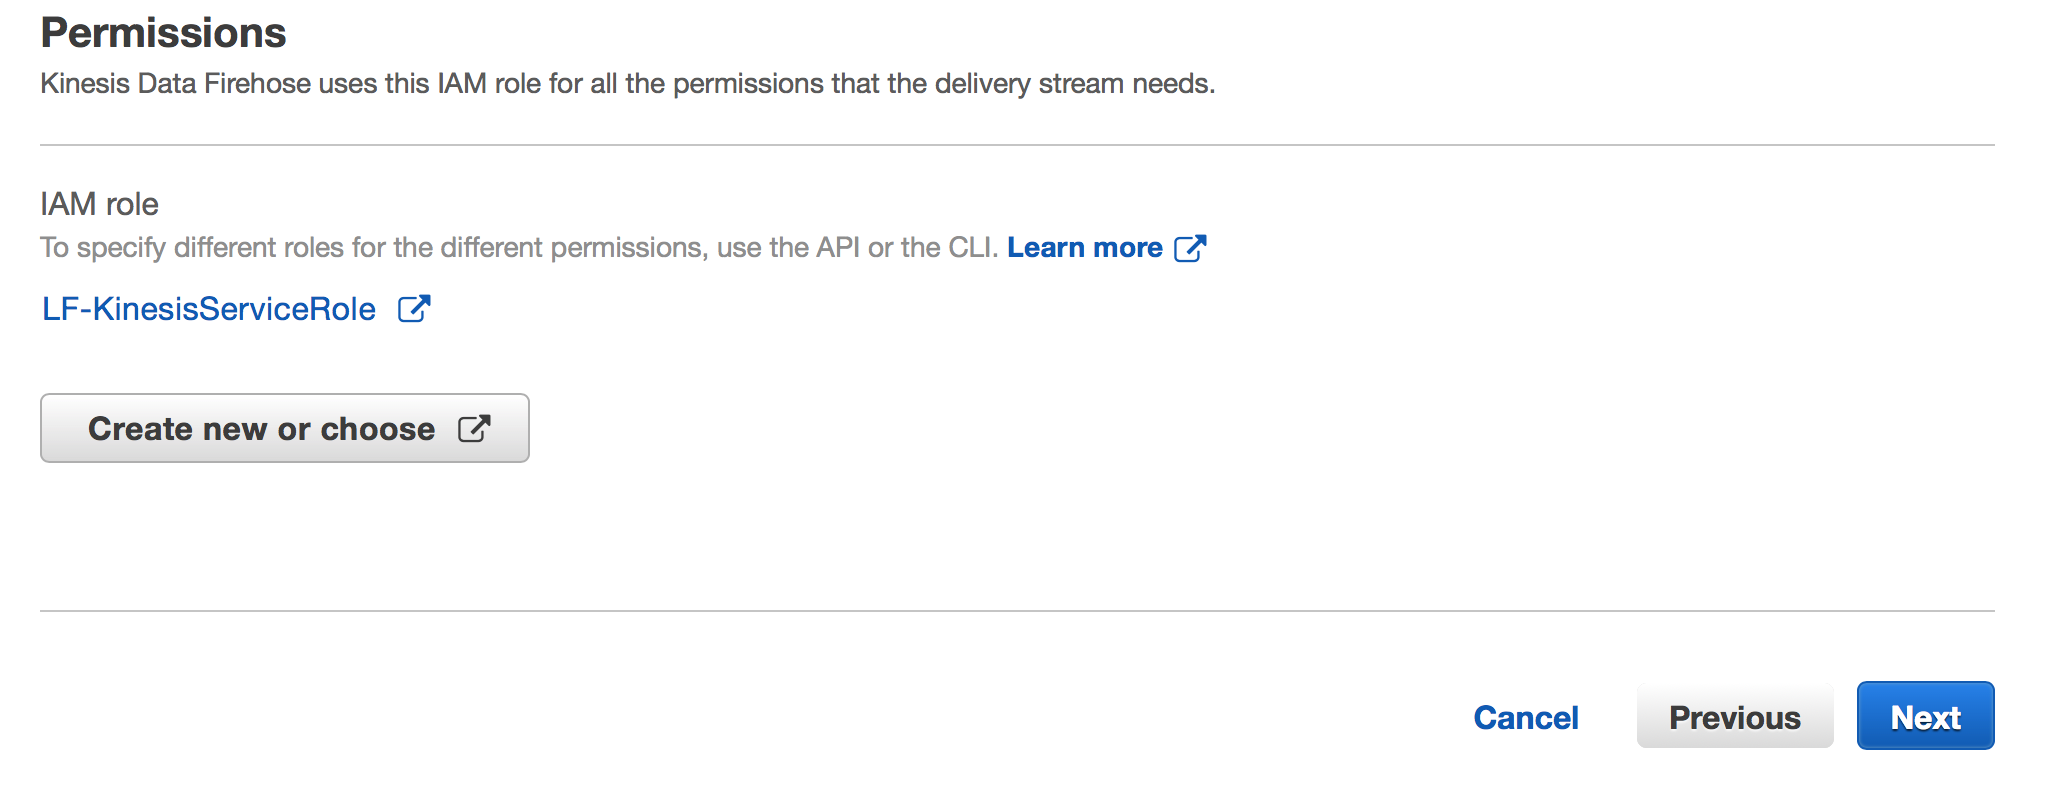 Permissions
Kinesis Data Firehose uses this IAM role for all the permissions that the delivery stream needs.
IAM role
To specify different roles for the different permissions, use the API or the CLI. Learn more
LF-KinesisServiceRole
Create new or choose
Cancel Previous Next